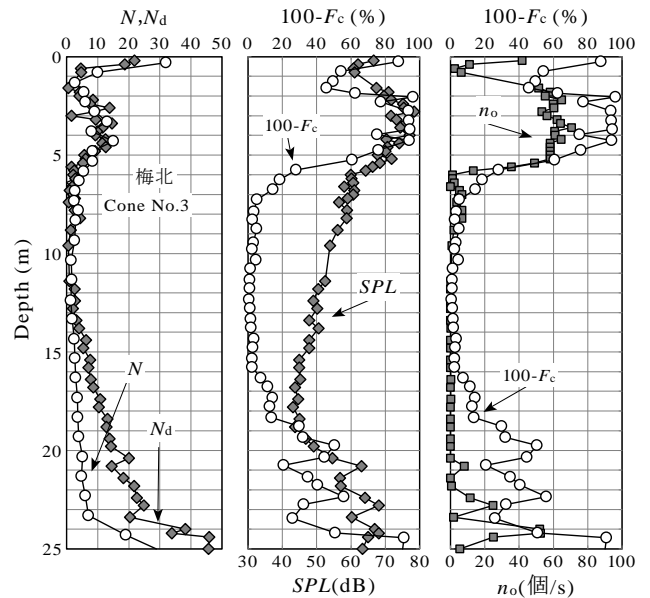 N, Nd
100-Fc (%)
100-Fc (%)
0 10 20 30 40 50
0 20 40 60 80 100
0 20 40 60 80 100
0
5
10
15
20
25
Depth (m)
梅北
Cone No.3
N
Nd
100-Fc
SPL
no
100-Fc
30 40 50 60 70 80
0 20 40 60 80 100
SPL(dB)
no(個/s)